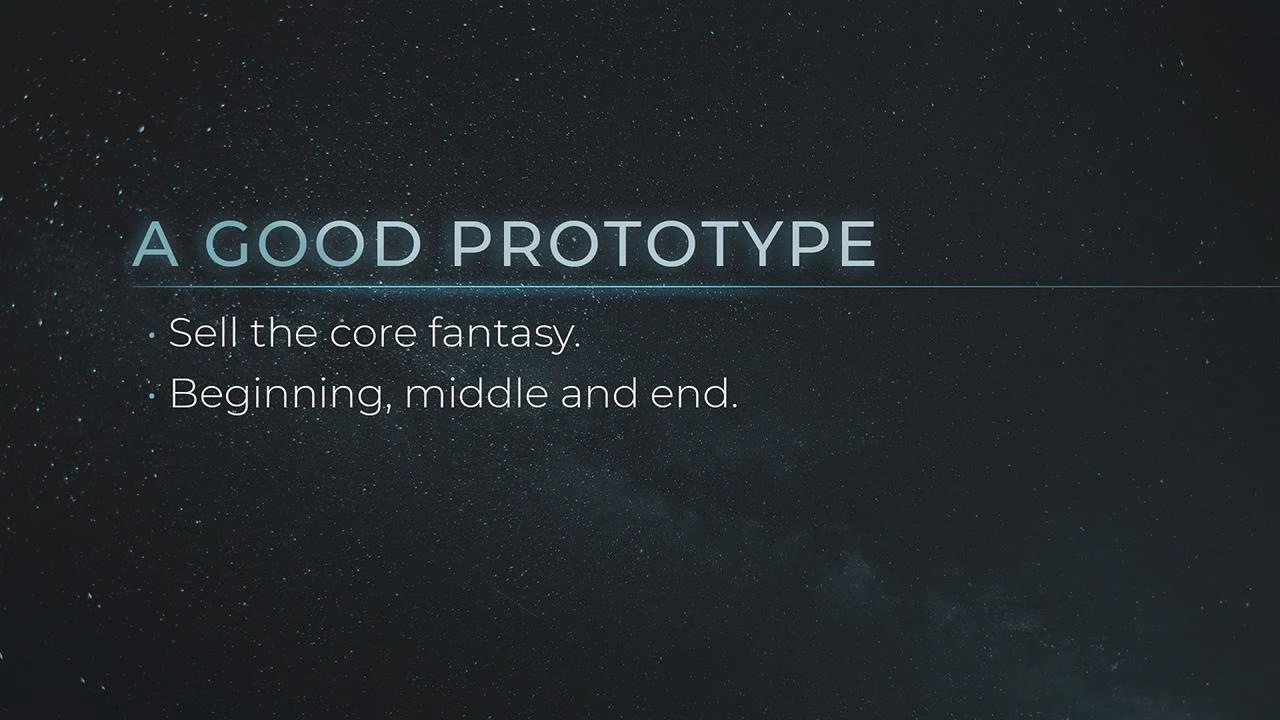 A GOOD PROTOTYPE
• Sell the core fantasy.
• Beginning, middle and end.